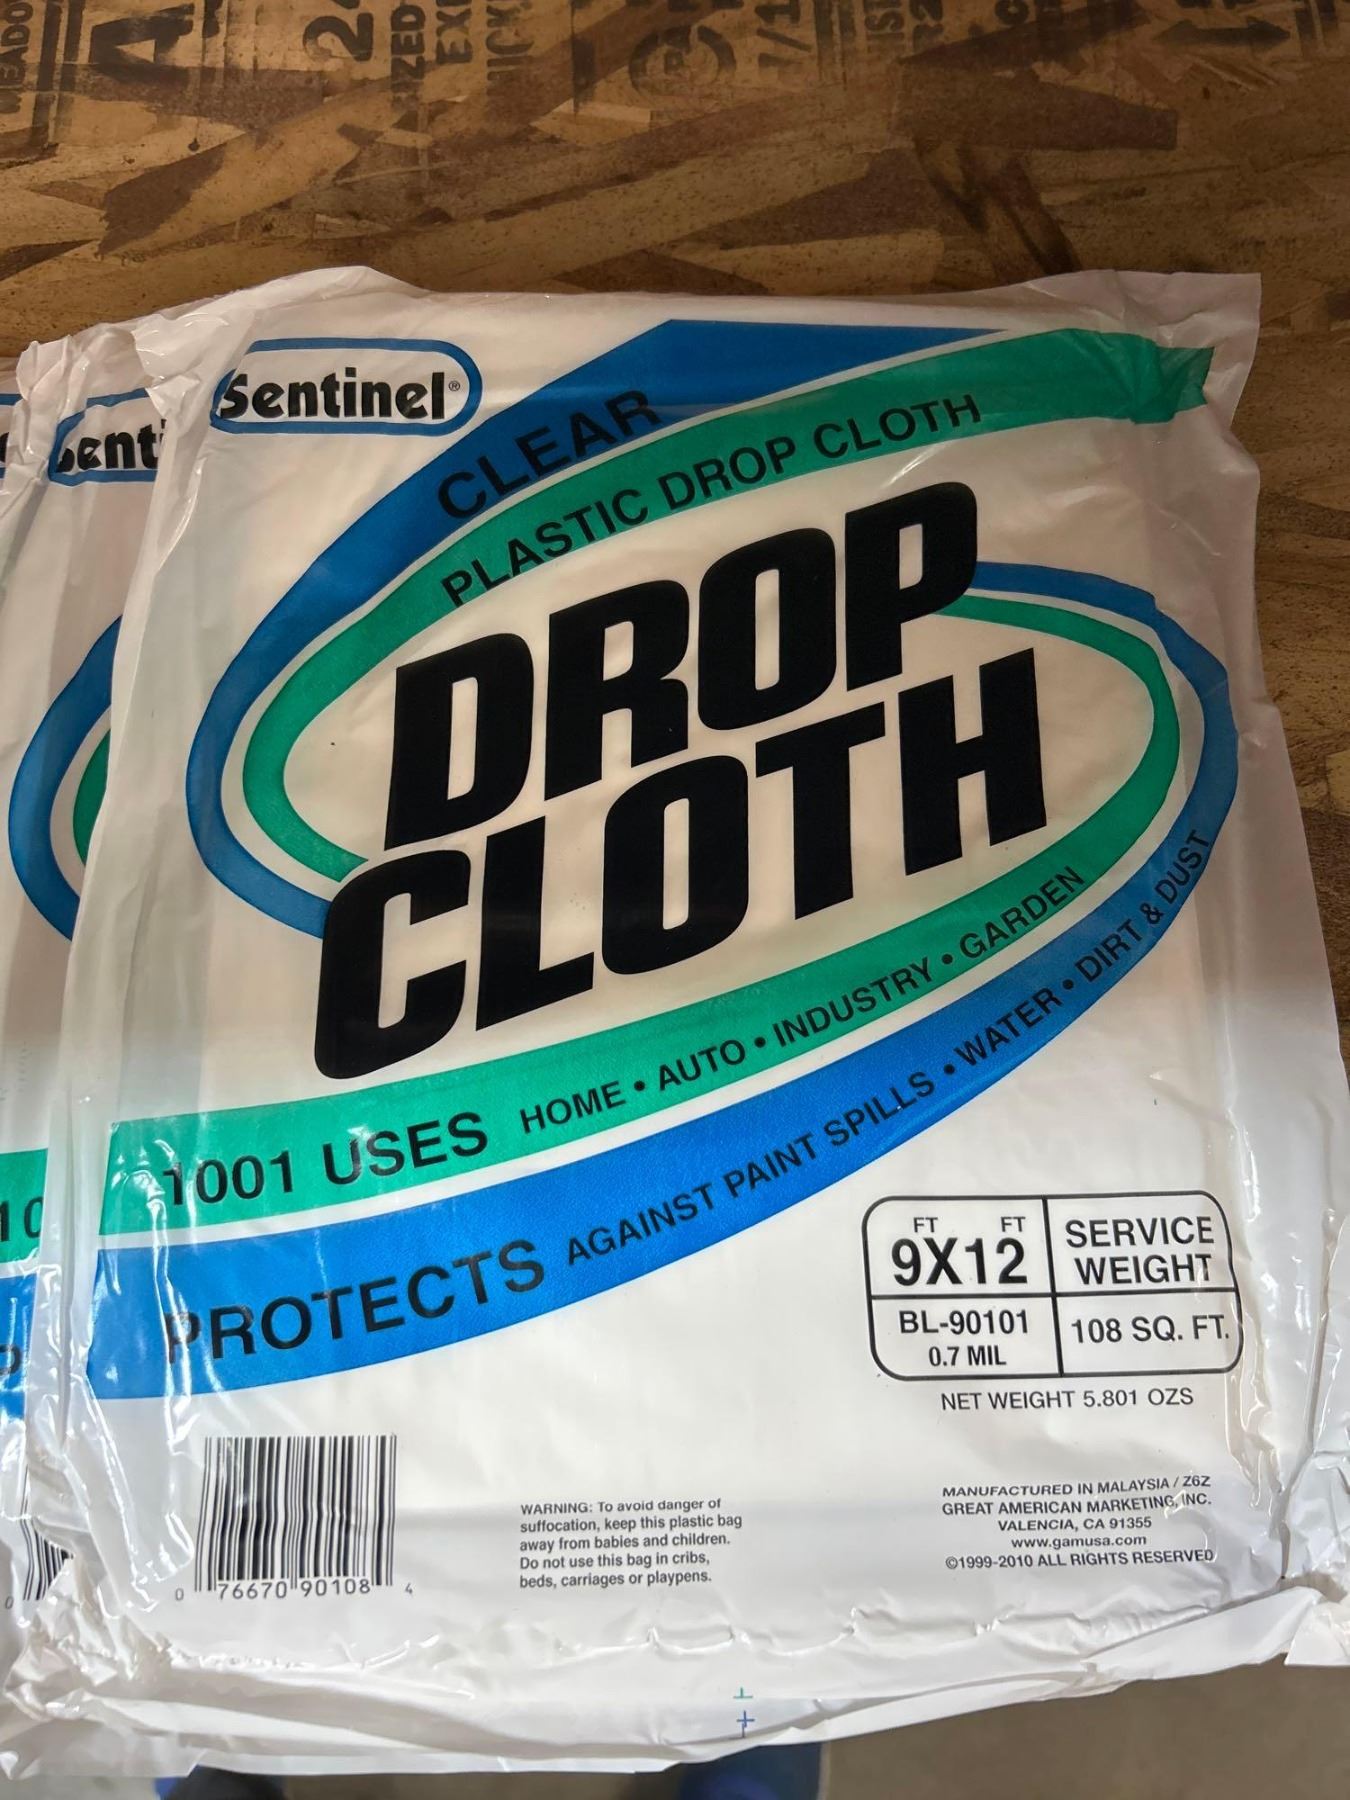 Sentinel®
CLEAR
PLASTIC DROP CLOTH
DROP
CLOTH
1001 USES HOME • AUTO • INDUSTRY • GARDEN
PROTECTS AGAINST PAINT SPILLS • WATER • DIRT & DUST
FT FT
9X12
SERVICE
WEIGHT
BL-90101
0.7 MIL
108 SQ. FT.
NET WEIGHT 5.801 OZS
0 76670 90108 4
WARNING: To avoid danger of
suffocation, keep this plastic bag
away from babies and children.
Do not use this bag in cribs,
beds, carriages or playpens.
MANUFACTURED IN MALAYSIA / Z6Z
GREAT AMERICAN MARKETING, INC.
VALENCIA, CA 91355
www.gamusa.com
©1999-2010 ALL RIGHTS RESERVED